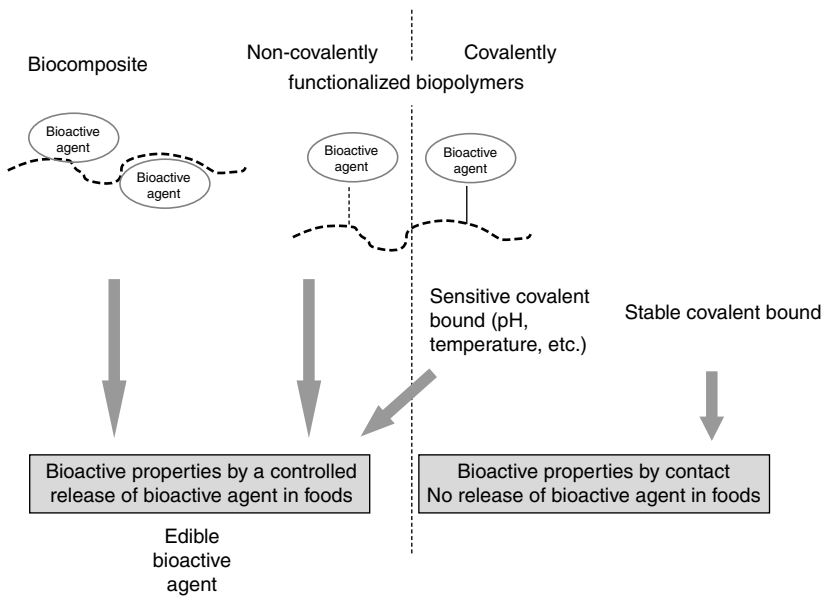 Biocomposite
Non-covalently
Covalently
functionalized biopolymers
Bioactive
agent
Bioactive
agent
Bioactive
agent
Bioactive
agent
Sensitive covalent
bound (pH,
temperature, etc.)
Stable covalent bound
Bioactive properties by a controlled
release of bioactive agent in foods
Bioactive properties by contact
No release of bioactive agent in foods
Edible
bioactive
agent